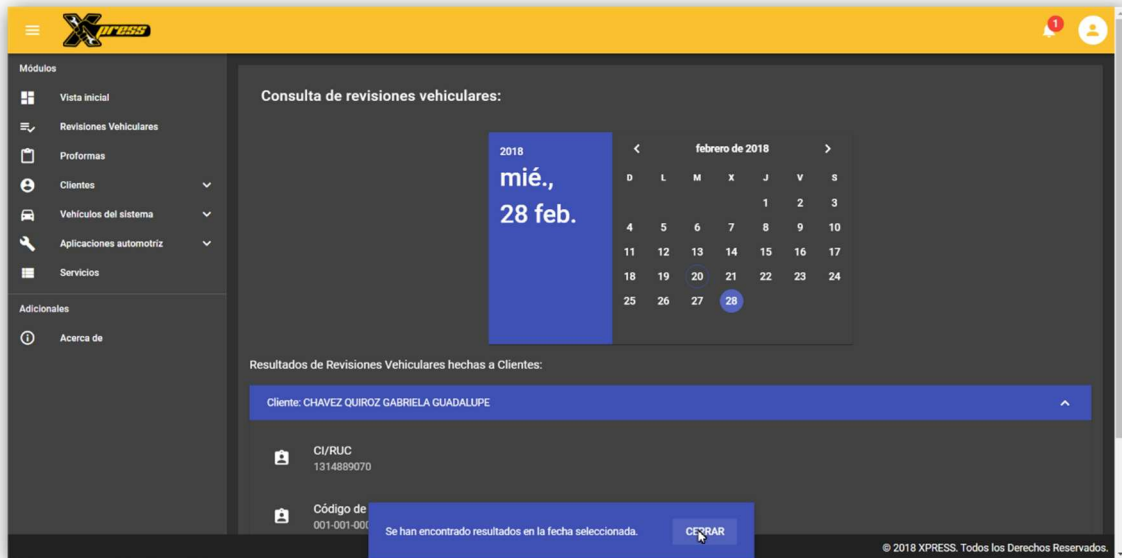 Xpress
1
Módulos
Vista inicial
Revisiones Vehiculares
Proformas
Clientes
Vehículos del sistema
Aplicaciones automotriz
Servicios
Adicionales
Acerca de
Consulta de revisiones vehiculares:
2018
mié.,
28 feb.
febrero de 2018
D L M X J V S
1 2 3
4 5 6 7 8 9 10
11 12 13 14 15 16 17
18 19 20 21 22 23 24
25 26 27 28
Resultados de Revisiones Vehiculares hechas a Clientes:
Cliente: CHAVEZ QUIROZ GABRIELA GUADALUPE
CI/RUC
1314889070
Código de
001-001-000
Se han encontrado resultados en la fecha seleccionada.
CERRAR
© 2018 XPRESS. Todos los Derechos Reservados.